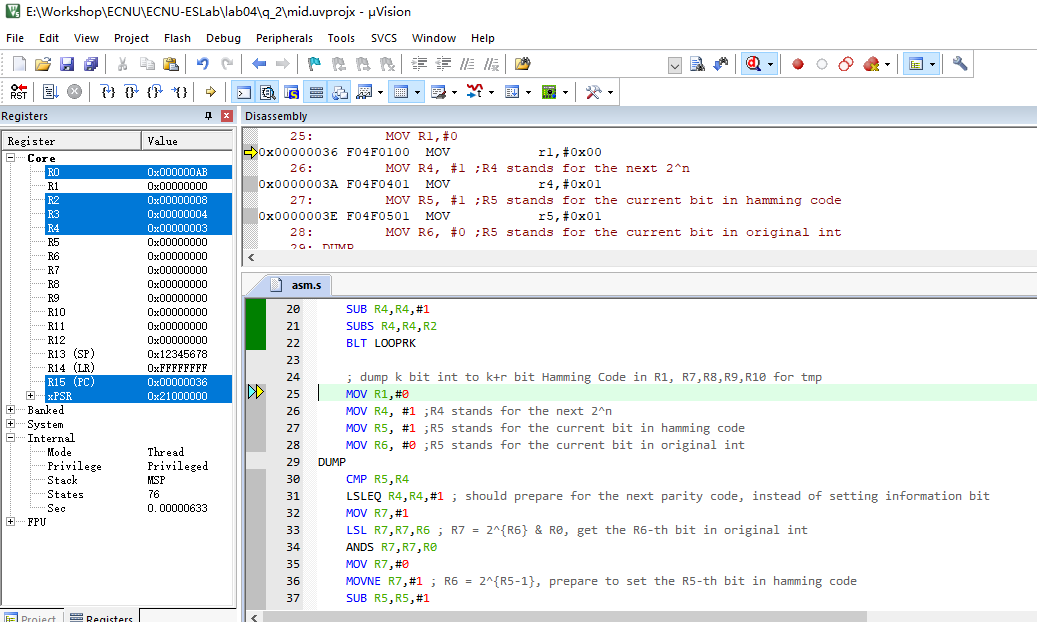 E:\Workshop\ECNU\ECNU-ESLab\lab04\q_2\mid.uvprojx - µVision
File Edit View Project Flash Debug Peripherals Tools SVCS Window Help
RST
Registers
Register Value
Core
R0 0x000000AB
R1 0x00000000
R2 0x00000008
R3 0x00000004
R4 0x00000003
R5 0x00000000
R6 0x00000000
R7 0x00000000
R8 0x00000000
R9 0x00000000
R10 0x00000000
R11 0x00000000
R12 0x00000000
R13 (SP) 0x12345678
R14 (LR) 0xFFFFFFFF
R15 (PC) 0x00000036
xPSR 0x21000000
Banked
System
Internal
Mode Thread
Privilege Privileged
Stack MSP
States 76
Sec 0.00000633
FPU
Project Registers
Disassembly
25: MOV R1,#0
0x00000036 F04F0100 MOV r1,#0x00
26: MOV R4, #1 ;R4 stands for the next 2^n
0x0000003A F04F0401 MOV r4,#0x01
27: MOV R5, #1 ;R5 stands for the current bit in hamming code
0x0000003E F04F0501 MOV r5,#0x01
28: MOV R6, #0 ;R5 stands for the current bit in original int
29: DUMP
asm.s
20 SUB R4,R4,#1
21 SUBS R4,R4,R2
22 BLT LOOPRK
23
24 ; dump k bit int to k+r bit Hamming Code in R1, R7,R8,R9,R10 for tmp
25 MOV R1,#0
26 MOV R4, #1 ;R4 stands for the next 2^n
27 MOV R5, #1 ;R5 stands for the current bit in hamming code
28 MOV R6, #0 ;R5 stands for the current bit in original int
29 DUMP
30 CMP R5,R4
31 LSLEQ R4,R4,#1 ; should prepare for the next parity code, instead of setting information bit
32 MOV R7,#1
33 LSL R7,R7,R6 ; R7 = 2^{R6} & R0, get the R6-th bit in original int
34 ANDS R7,R7,R0
35 MOV R7,#0
36 MOVNE R7,#1 ; R6 = 2^{R5-1}, prepare to set the R5-th bit in hamming code
37 SUB R5,R5,#1